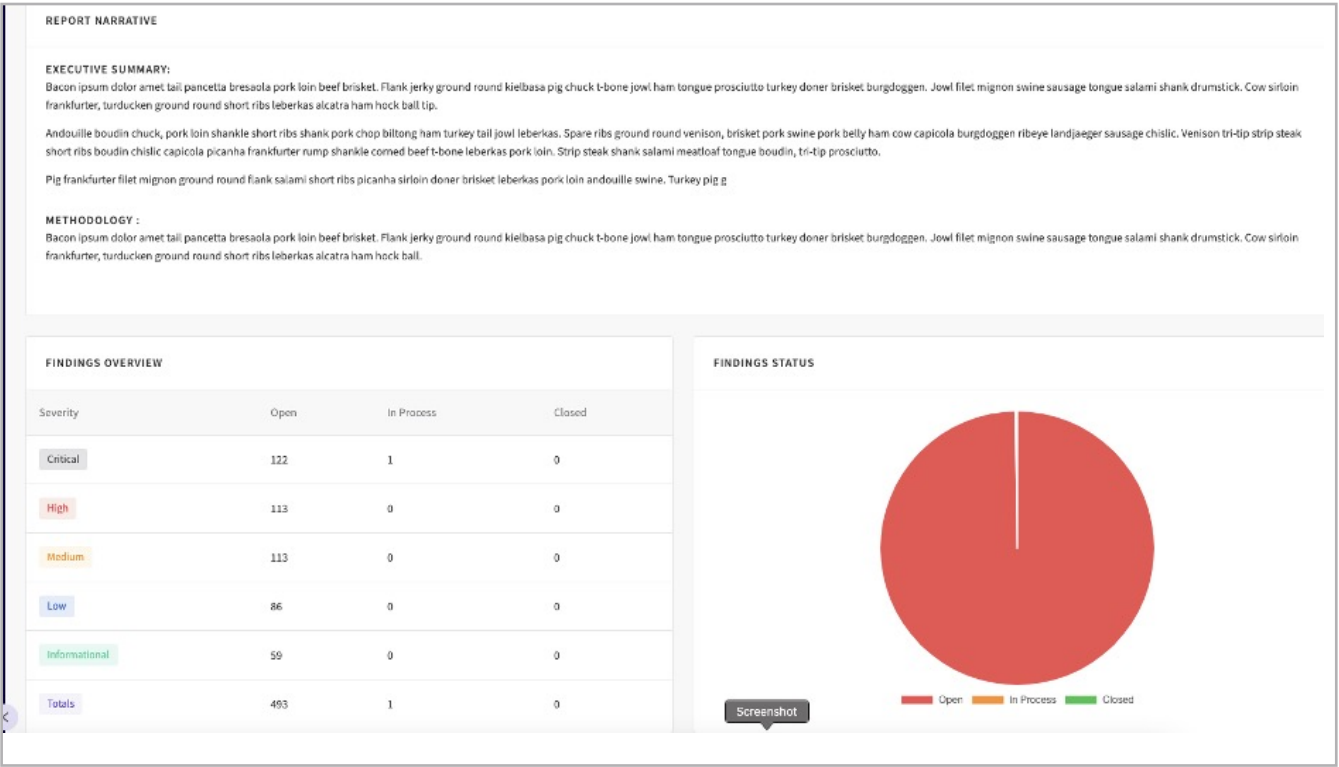 REPORT NARRATIVE
EXECUTIVE SUMMARY:
Bacon ipsum dolor amet tail pancetta bresaola pork loin beef brisket. Flank jerky ground round kielbasa pig chuck t-bone jowl ham tongue prosciutto turkey doner brisket burgdoggen. Jowl filet mignon swine sausage tongue salami shank drumstick. Cow sirloin
frankfurter, turducken ground round short ribs leberkas alcatra ham hock ball tip.
Andouille boudin chuck, pork loin shankle short ribs shank pork chop biltong ham turkey tail jowl leberkas. Spare ribs ground round venison, brisket pork swine pork belly ham cow capicola burgdoggen ribeye landjaeger sausage chislic. Venison tri-tip strip steak
short ribs boudin chislic capicola picanha frankfurter rump shankle corned beef t-bone leberkas pork loin. Strip steak shank salami meatloaf tongue boudin, tri-tip prosciutto.
Pig frankfurter filet mignon ground round flank salami short ribs picanha sirloin doner brisket leberkas pork loin andouille swine. Turkey pig g
METHODOLOGY :
Bacon ipsum dolor amet tail pancetta bresaola pork loin beef brisket. Flank jerky ground round kielbasa pig chuck t-bone jowl ham tongue prosciutto turkey doner brisket burgdoggen. Jowl filet mignon swine sausage tongue salami shank drumstick. Cow sirloin
frankfurter, turducken ground round short ribs leberkas alcatra ham hock ball.
FINDINGS OVERVIEW
Severity Open In Process Closed
Critical 122 1 0
High 113 0 0
Medium 113 0 0
Low 86 0 0
Informational 59 0 0
Totals 493 1 0
FINDINGS STATUS
Open In Process Closed
Screenshot